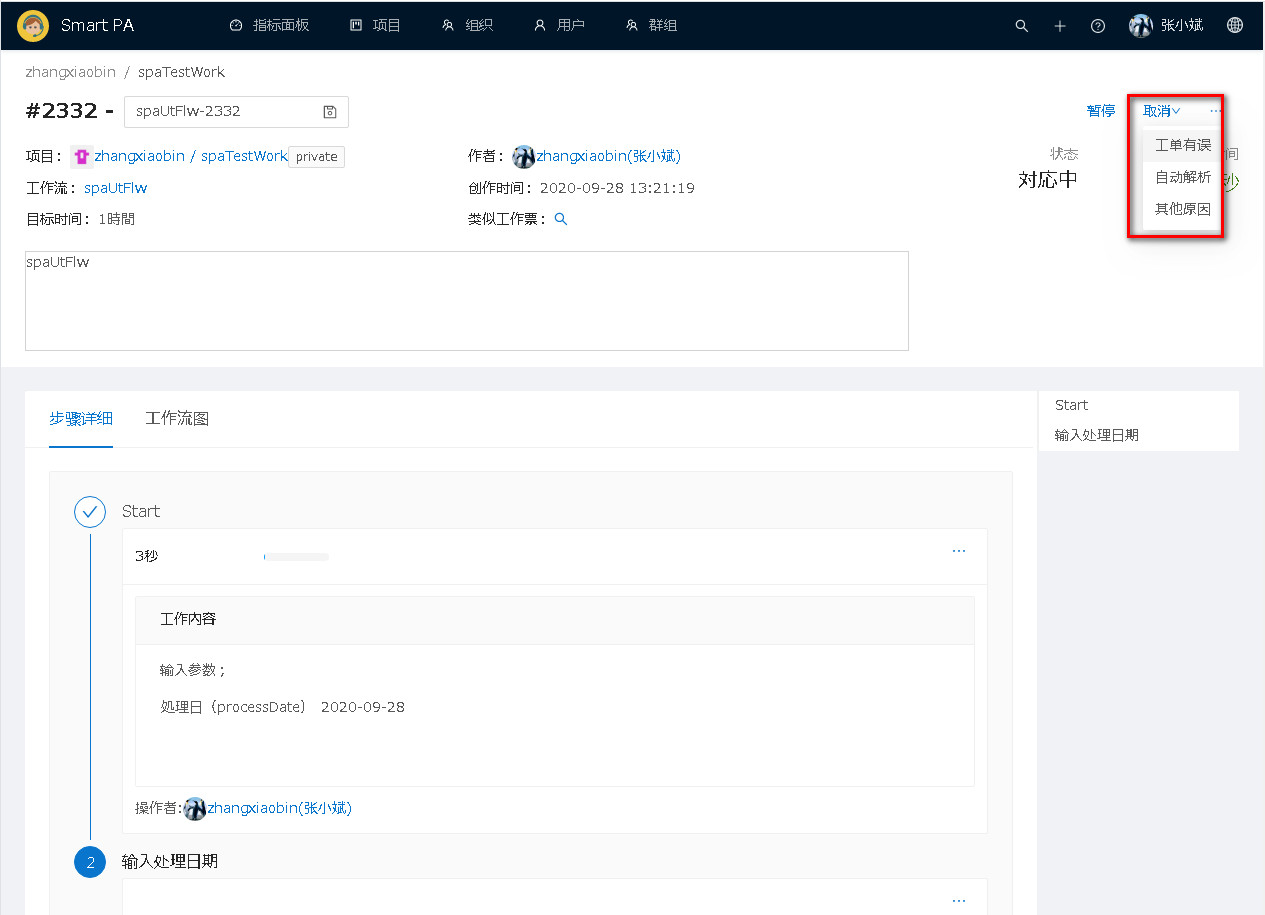 Smart PA 指标面板 项目 组织 用户 群组 张小斌
zhangxiaobin / spaTestWork
#2332 - spaUtFlw-2332 暂停 取消
项目： zhangxiaobin / spaTestWork private 作者： zhangxiaobin(张小斌) 状态 工单有误 间
工作流： spaUtFlw 创作时间： 2020-09-28 13:21:19 对応中 自动解析 秒
目标时间： 1時間 类似工作票： 其他原因
spaUtFlw
步骤详细 工作流图
Start
输入处理日期
Start
3秒
工作内容
输入参数；
处理日（processDate） 2020-09-28
操作者: zhangxiaobin(张小斌)
2 输入处理日期